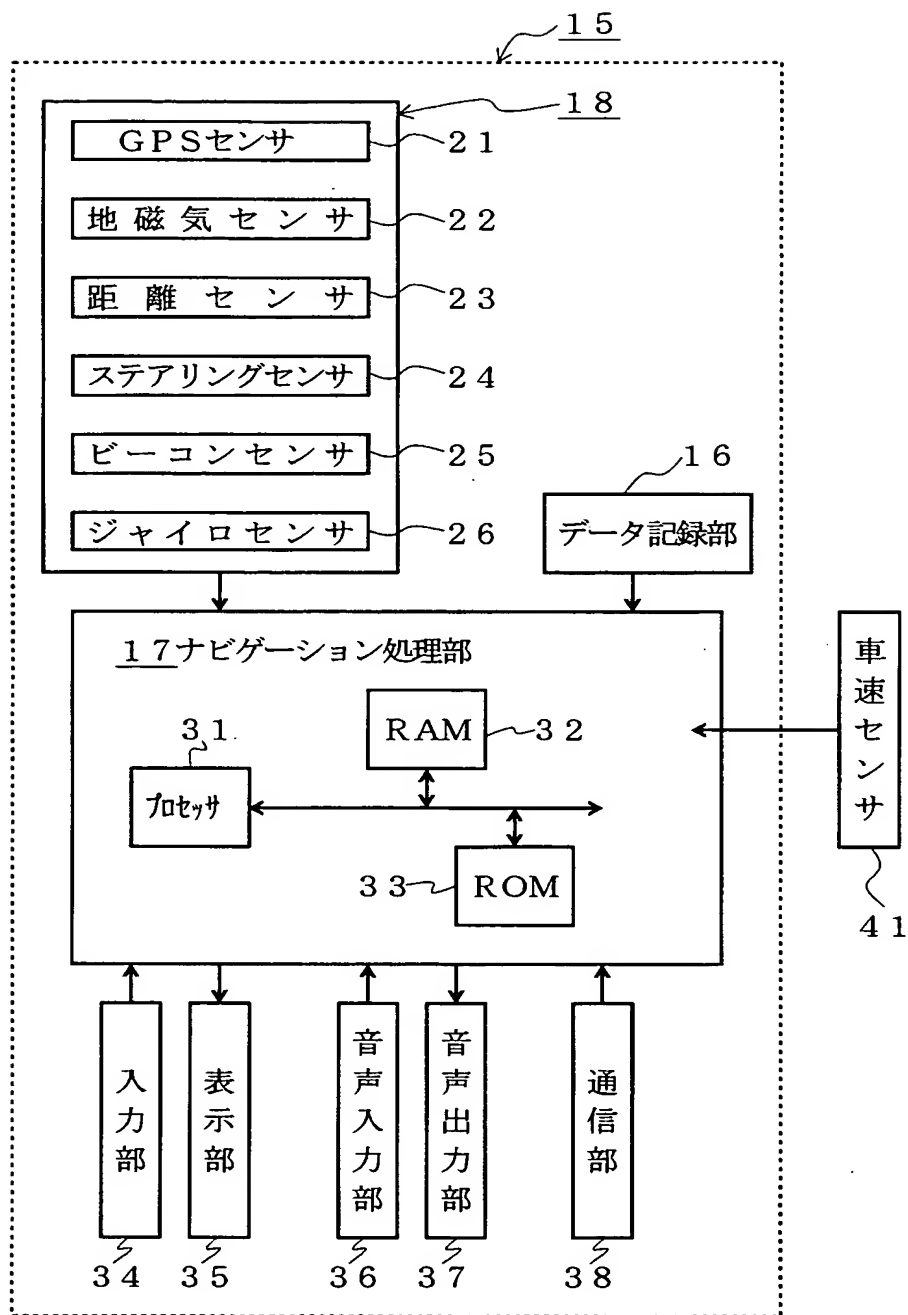 １５
１８
ＧＰＳセンサ
２１
地磁気センサ
２２
距離センサ
２３
ステアリングセンサ
２４
ビーコンセンサ
２５
ジャイロセンサ
２６
１６
データ記録部
１７ナビゲーション処理部
３１
プロセッサ
ＲＡＭ
３２
３３
ＲＯＭ
車速センサ
４１
入力部
表示部
音声入力部
音声出力部
通信部
３４
３５
３６
３７
３８